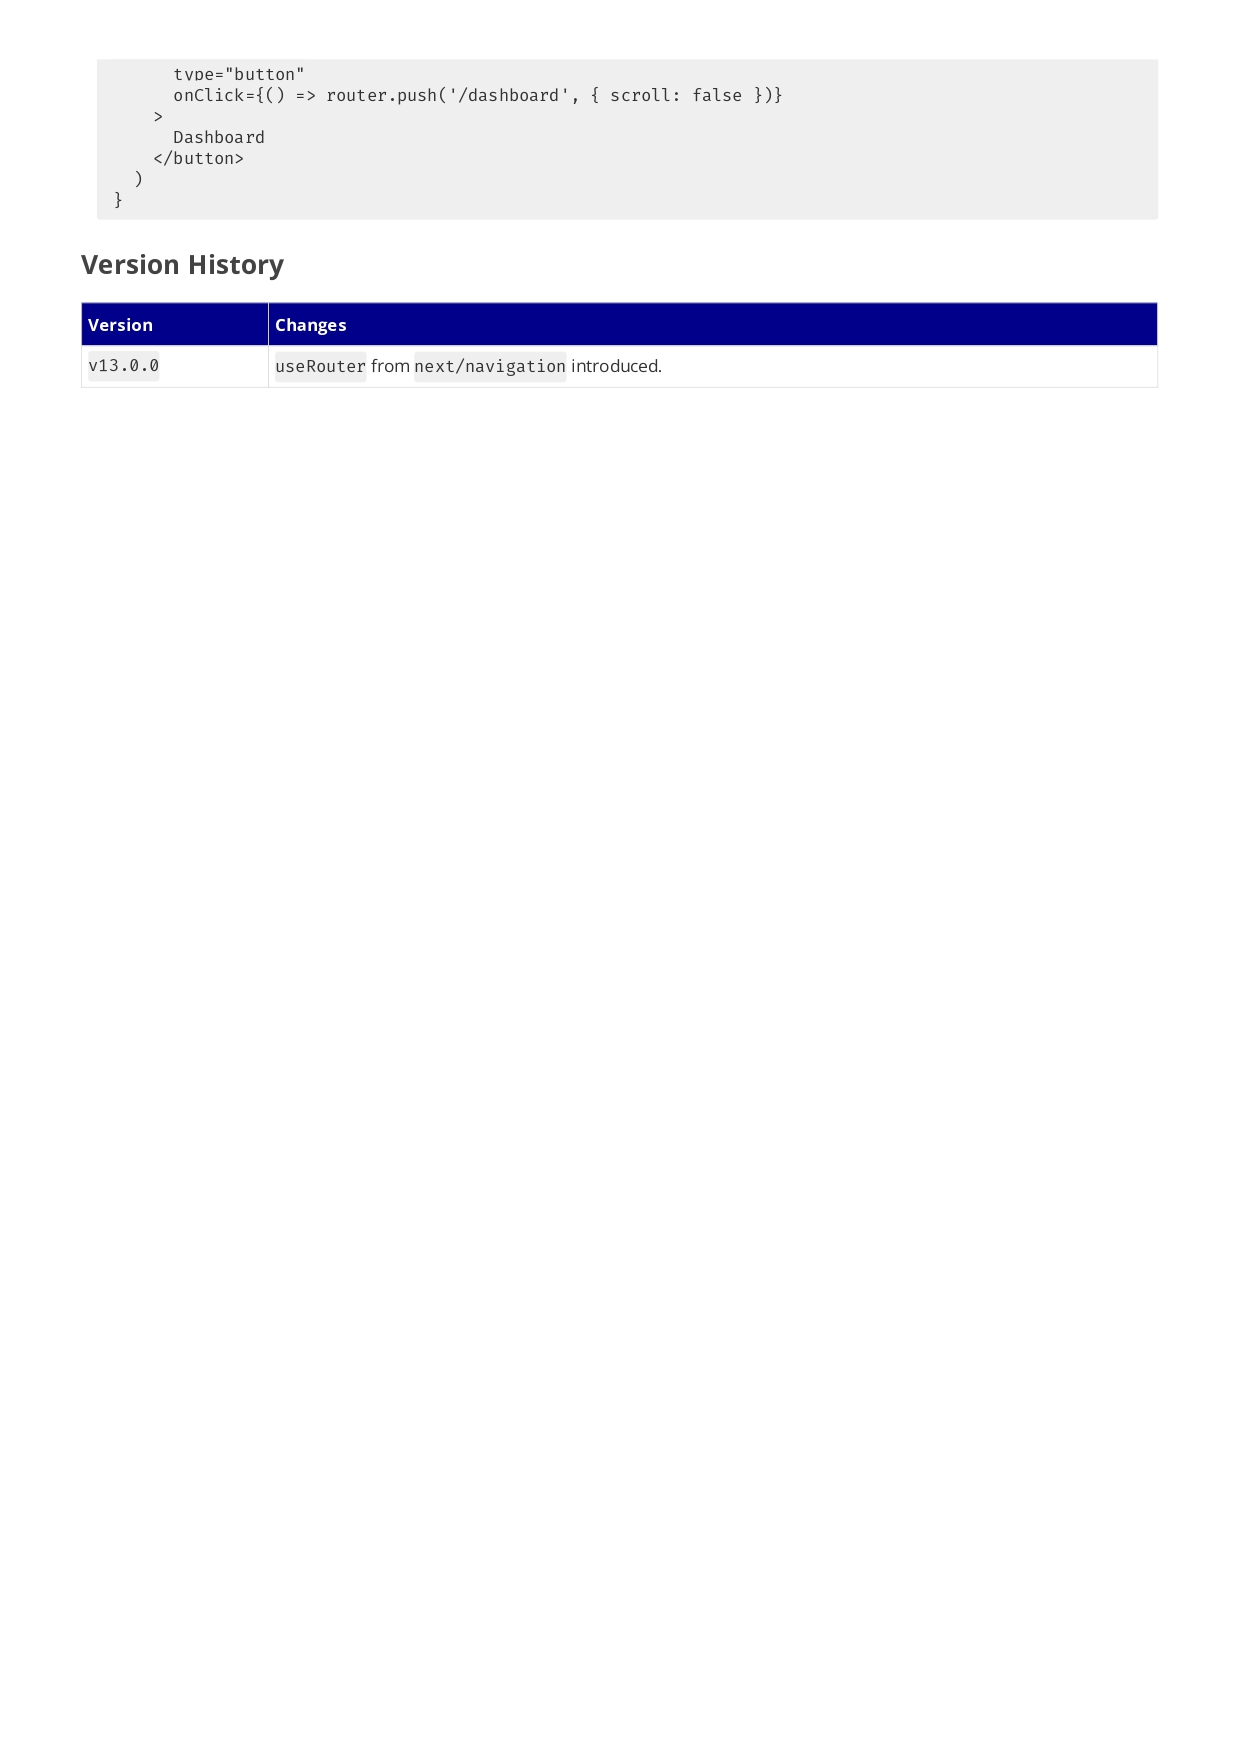 type="button"
      onClick={() => router.push('/dashboard', { scroll: false })}
    >
      Dashboard
    </button>
  )
}
Version History
Version Changes
v13.0.0 useRouter from next/navigation introduced.